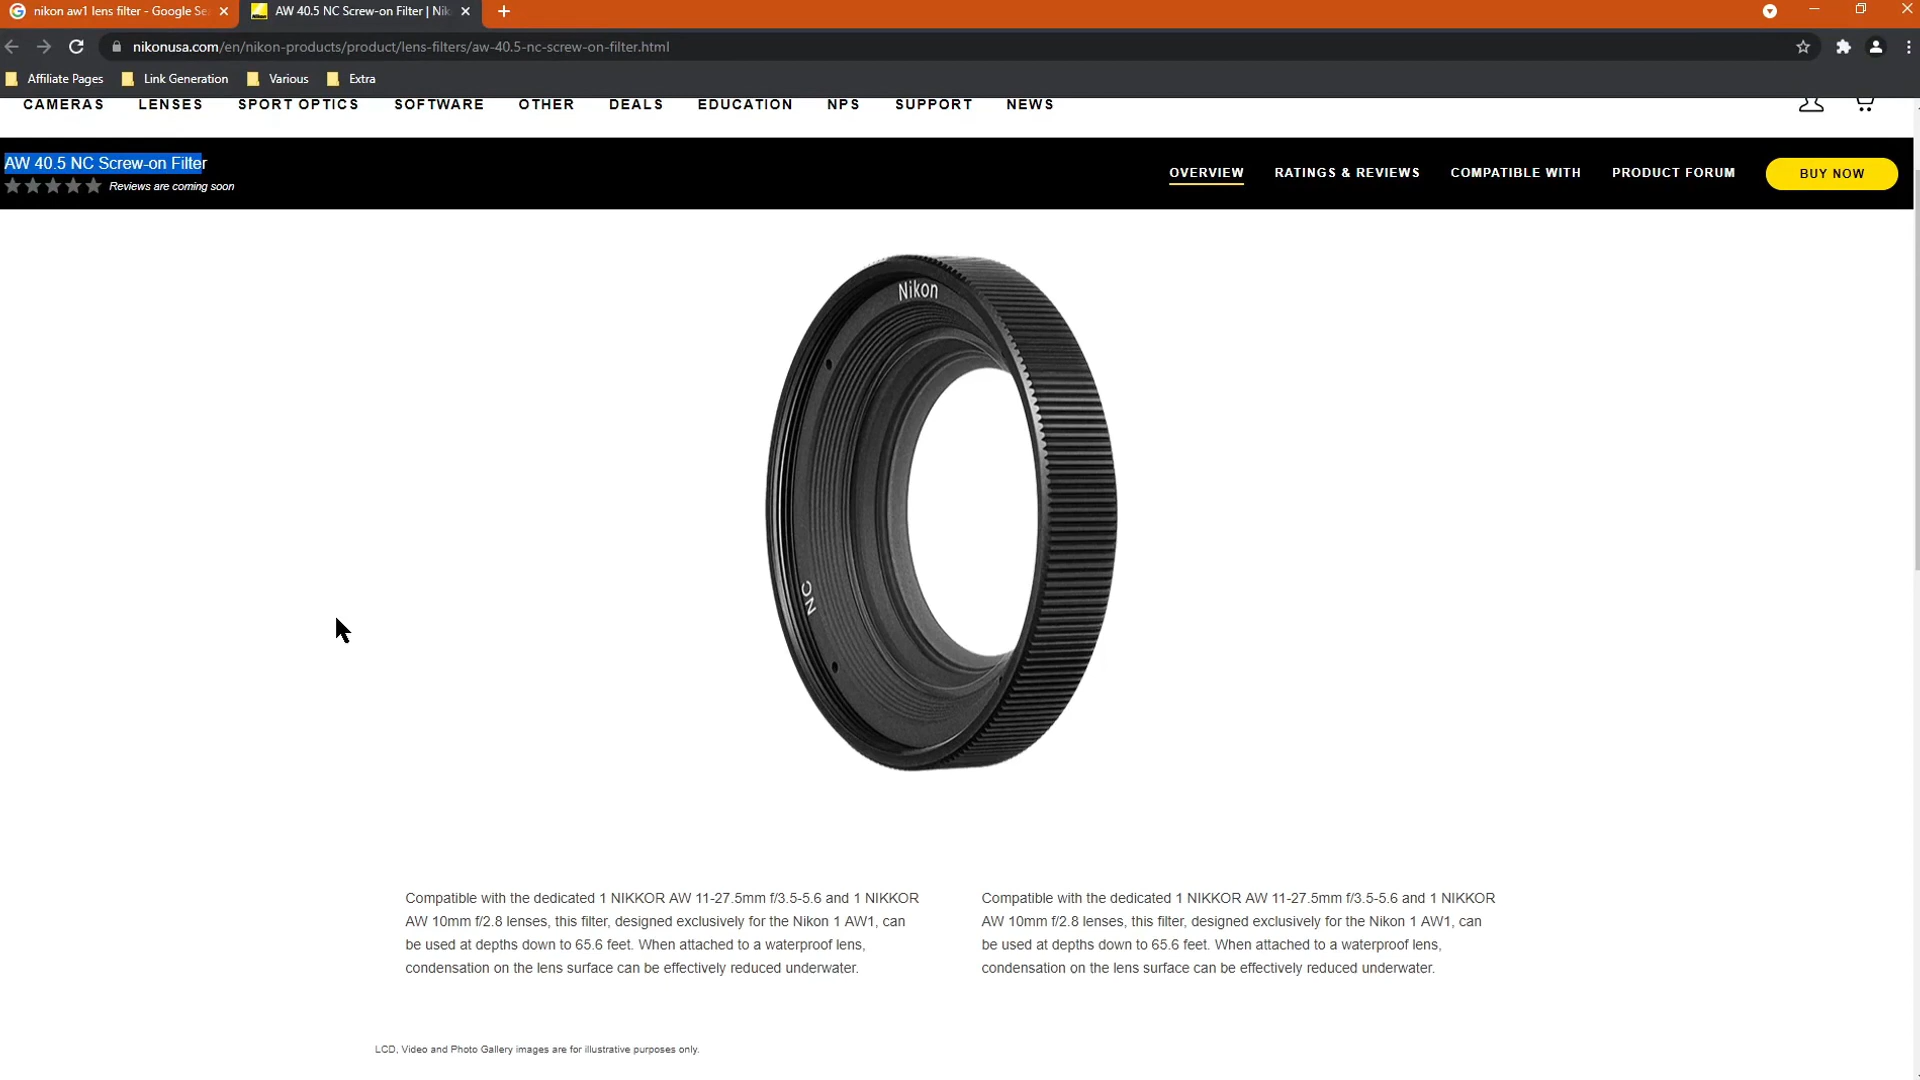 nikon aw1 lens filter - Google Se
AW 40.5 NC Screw-on Filter | Nik
nikonusa.com/en/nikon-products/product/lens-filters/aw-40.5-nc-screw-on-filter.html
Affiliate Pages
Link Generation
Various
Extra
CAMERAS LENSES SPORT OPTICS SOFTWARE OTHER DEALS EDUCATION NPS SUPPORT NEWS
AW 40.5 NC Screw-on Filter
Reviews are coming soon
OVERVIEW RATINGS & REVIEWS COMPATIBLE WITH PRODUCT FORUM BUY NOW
Nikon
NC
Compatible with the dedicated 1 NIKKOR AW 11-27.5mm f/3.5-5.6 and 1 NIKKOR
AW 10mm f/2.8 lenses, this filter, designed exclusively for the Nikon 1 AW1, can
be used at depths down to 65.6 feet. When attached to a waterproof lens,
condensation on the lens surface can be effectively reduced underwater.
Compatible with the dedicated 1 NIKKOR AW 11-27.5mm f/3.5-5.6 and 1 NIKKOR
AW 10mm f/2.8 lenses, this filter, designed exclusively for the Nikon 1 AW1, can
be used at depths down to 65.6 feet. When attached to a waterproof lens,
condensation on the lens surface can be effectively reduced underwater.
LCD, Video and Photo Gallery images are for illustrative purposes only.